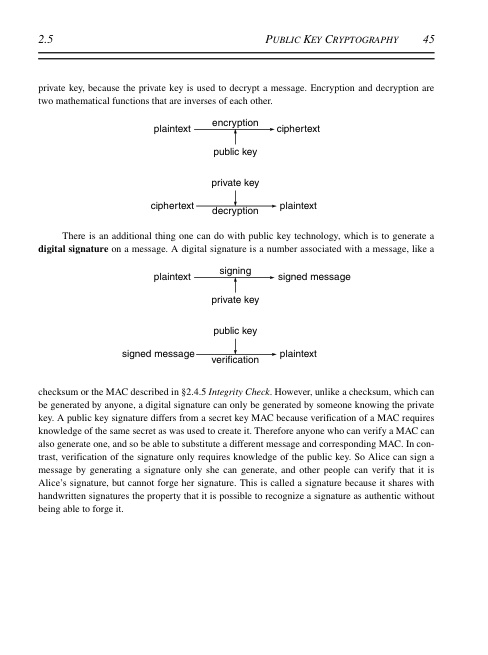 2.5 PUBLIC KEY CRYPTOGRAPHY 45
private key, because the private key is used to decrypt a message. Encryption and decryption are
two mathematical functions that are inverses of each other.
encryption
plaintext ciphertext
public key
private key
ciphertext plaintext
decryption
There is an additional thing one can do with public key technology, which is to generate a
digital signature on a message. A digital signature is a number associated with a message, like a
signing
plaintext signed message
private key
public key
signed message plaintext
verification
checksum or the MAC described in §2.4.5 Integrity Check. However, unlike a checksum, which can
be generated by anyone, a digital signature can only be generated by someone knowing the private
key. A public key signature differs from a secret key MAC because verification of a MAC requires
knowledge of the same secret as was used to create it. Therefore anyone who can verify a MAC can
also generate one, and so be able to substitute a different message and corresponding MAC. In con-
trast, verification of the signature only requires knowledge of the public key. So Alice can sign a
message by generating a signature only she can generate, and other people can verify that it is
Alice's signature, but cannot forge her signature. This is called a signature because it shares with
handwritten signatures the property that it is possible to recognize a signature as authentic without
being able to forge it.